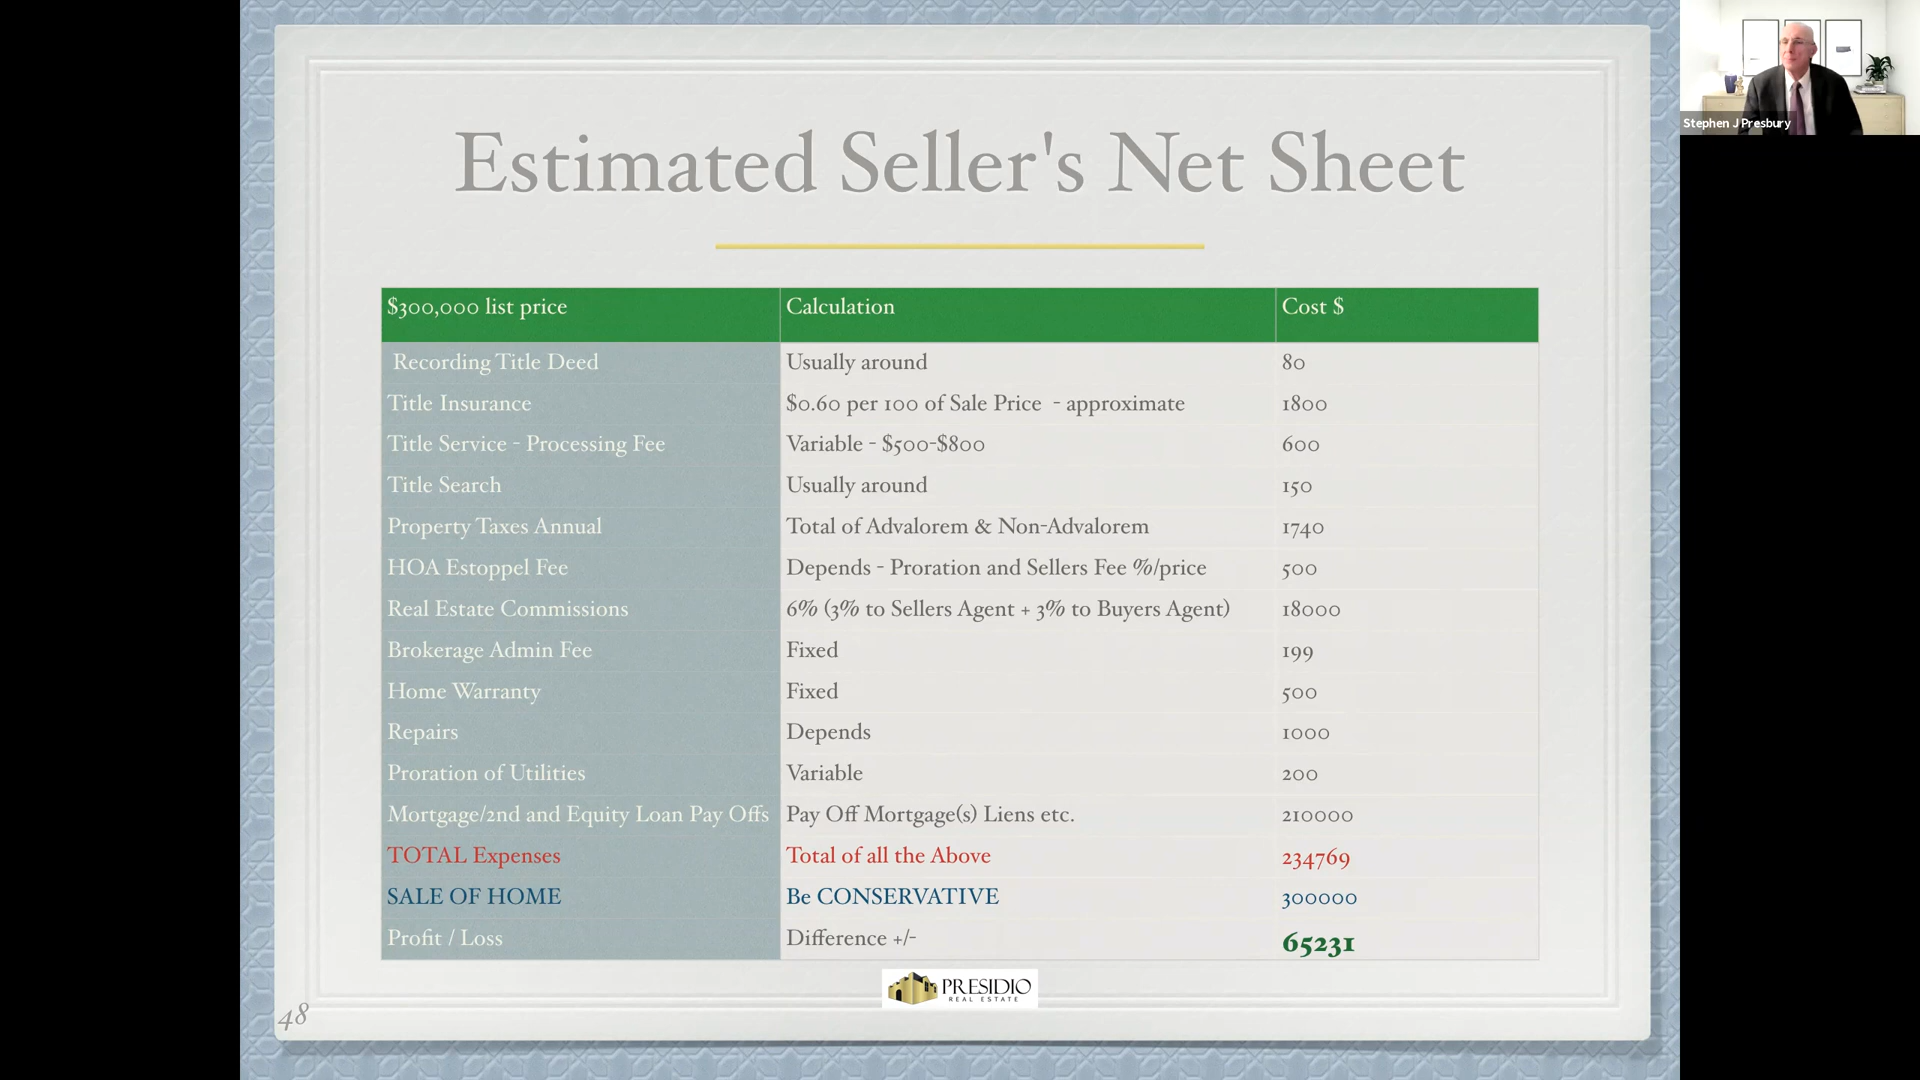 Stephen J Presbury
Estimated Seller's Net Sheet
$300,000 list price Calculation Cost $
Recording Title Deed Usually around 80
Title Insurance $0.60 per 100 of Sale Price - approximate 1800
Title Service - Processing Fee Variable - $500-$800 600
Title Search Usually around 150
Property Taxes Annual Total of Advalorem & Non-Advalorem 1740
HOA Estoppel Fee Depends - Proration and Sellers Fee %/price 500
Real Estate Commissions 6% (3% to Sellers Agent + 3% to Buyers Agent) 18000
Brokerage Admin Fee Fixed 199
Home Warranty Fixed 500
Repairs Depends 1000
Proration of Utilities Variable 200
Mortgage/2nd and Equity Loan Pay Offs Pay Off Mortgage(s) Liens etc. 210000
TOTAL Expenses Total of all the Above 234769
SALE OF HOME Be CONSERVATIVE 300000
Profit / Loss Difference +/- 65231
PRESIDIO
REAL ESTATE
48